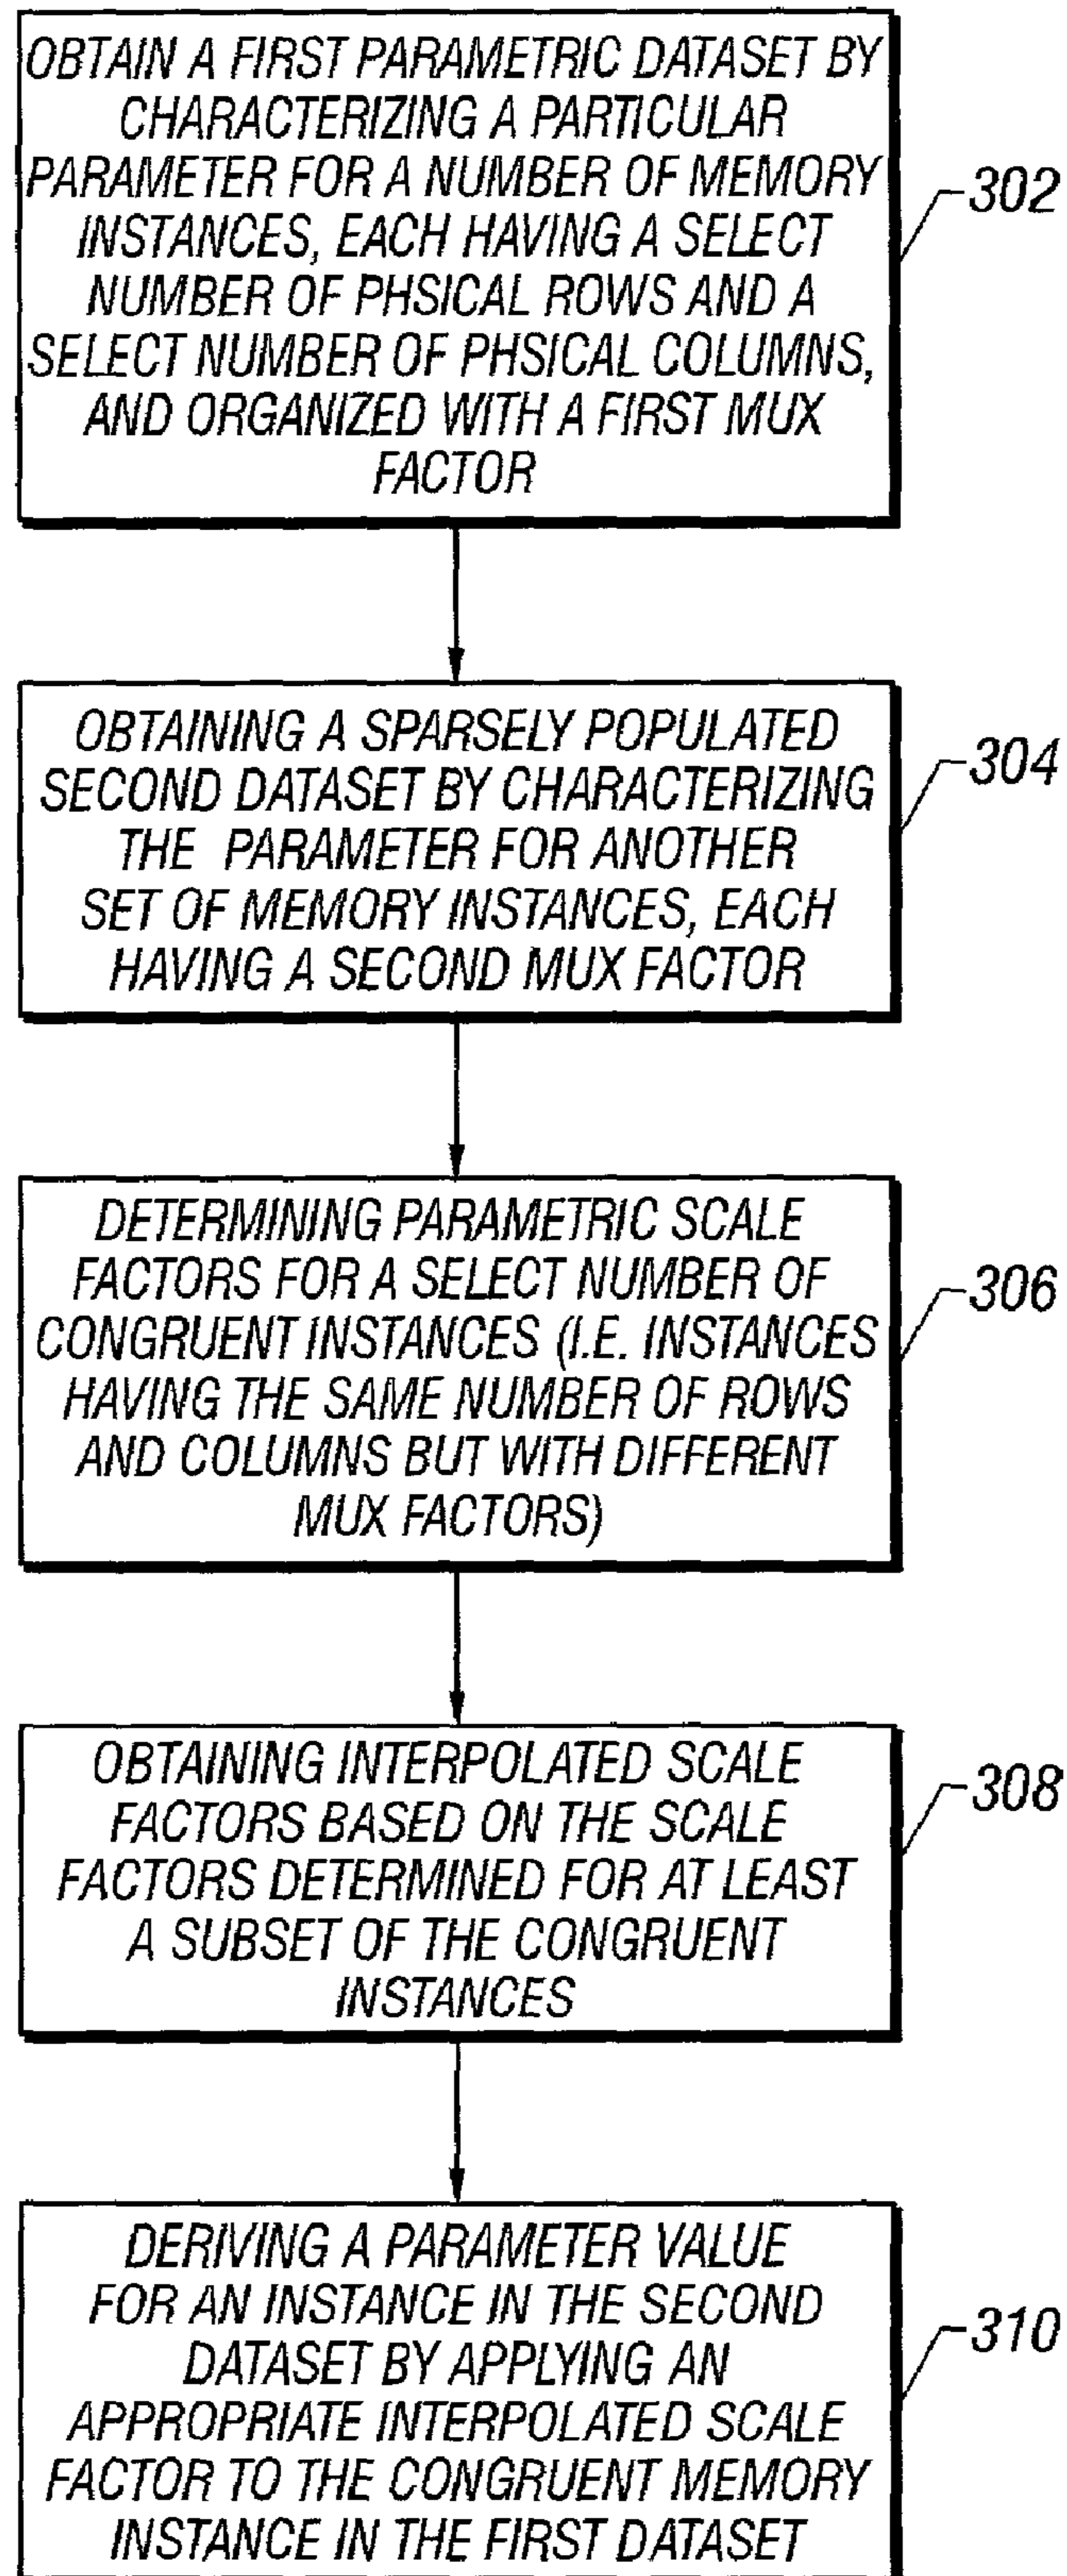 OBTAIN A FIRST PARAMETRIC DATASET BY
CHARACTERIZING A PARTICULAR
PARAMETER FOR A NUMBER OF MEMORY
INSTANCES, EACH HAVING A SELECT
NUMBER OF PHSICAL ROWS AND A
SELECT NUMBER OF PHSICAL COLUMNS,
AND ORGANIZED WITH A FIRST MUX
FACTOR
302
OBTAINING A SPARSELY POPULATED
SECOND DATASET BY CHARACTERIZING
THE PARAMETER FOR ANOTHER
SET OF MEMORY INSTANCES, EACH
HAVING A SECOND MUX FACTOR
304
DETERMINING PARAMETRIC SCALE
FACTORS FOR A SELECT NUMBER OF
CONGRUENT INSTANCES (I.E. INSTANCES
HAVING THE SAME NUMBER OF ROWS
AND COLUMNS BUT WITH DIFFERENT
MUX FACTORS)
306
OBTAINING INTERPOLATED SCALE
FACTORS BASED ON THE SCALE
FACTORS DETERMINED FOR AT LEAST
A SUBSET OF THE CONGRUENT
INSTANCES
308
DERIVING A PARAMETER VALUE
FOR AN INSTANCE IN THE SECOND
DATASET BY APPLYING AN
APPROPRIATE INTERPOLATED SCALE
FACTOR TO THE CONGRUENT MEMORY
INSTANCE IN THE FIRST DATASET
310